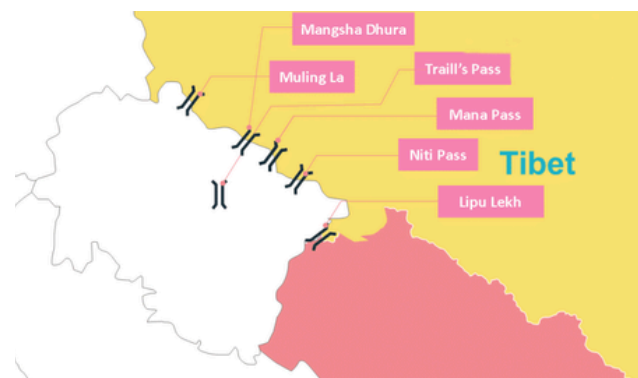 Mangsha Dhura
Traill's Pass
Muling La
Mana Pass
Niti Pass
Tibet
Lipu Lekh